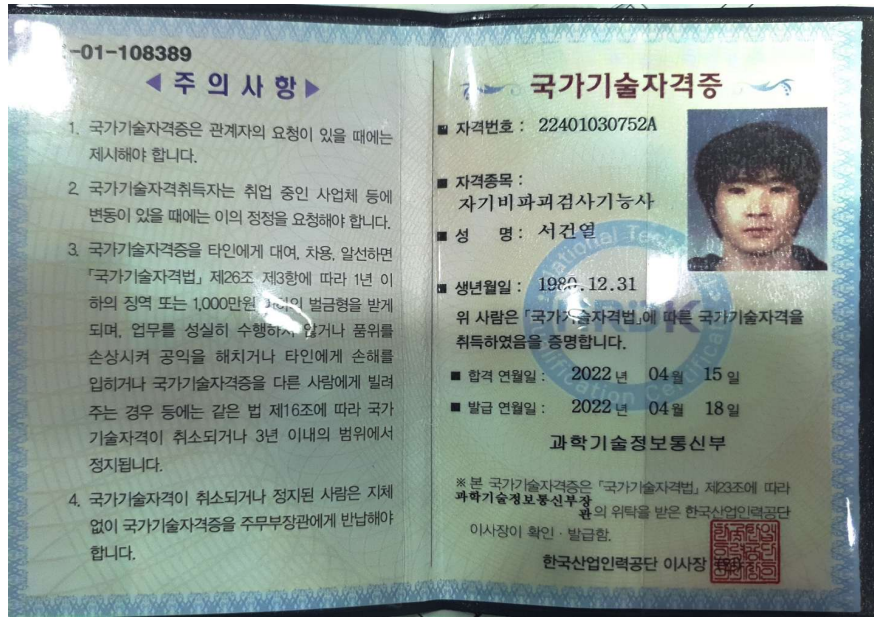 -01-108389
◀ 주 의 사 항 ▶
1. 국가기술자격증은 관계자의 요청이 있을 때에는
제시해야 합니다.
2. 국가기술자격취득자는 취업 중인 사업체 등에
변동이 있을 때에는 이의 정정을 요청해야 합니다.
3. 국가기술자격증을 타인에게 대여, 차용, 알선하면
「국가기술자격법」 제26조 제3항에 따라 1년 이
하의 징역 또는 1,000만원 벌금형을 받게
되며, 업무를 성실히 수행하지 않거나 품위를
손상시켜 공익을 해치거나 타인에게 손해를
입히거나 국가기술자격증을 다른 사람에게 빌려
주는 경우 등에는 같은 법 제16조에 따라 국가
기술자격이 취소되거나 3년 이내의 범위에서
정지됩니다.
4. 국가기술자격이 취소되거나 정지된 사람은 지체
없이 국가기술자격증을 주무부장관에게 반납해야
합니다.
국가기술자격증
■ 자격번호 : 22401030752A
■ 자격종목 :
자기비파괴검사기능사
■ 성 명 : 서건열
■ 생년월일 : 1980.12.31
위 사람은 「국가기술자격법」에 따른 국가기술자격을
취득하였음을 증명합니다.
■ 합격 연월일 : 2022 년 04 월 15 일
■ 발급 연월일 : 2022 년 04 월 18 일
과학기술정보통신부
※ 본 국가기술자격증은 「국가기술자격법」 제23조에 따라
과학기술정보통신부장
관의 위탁을 받은 한국산업인력공단
이사장이 확인 · 발급함.
한국산업인력공단 이사장